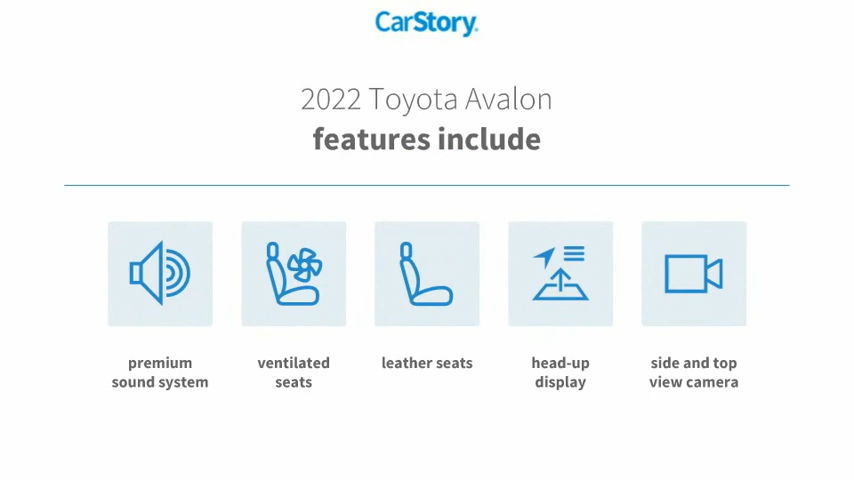 CarStory
2022 Toyota Avalon
features include
premium
sound system
ventilated
seats
leather seats
head-up
display
side and top
view camera